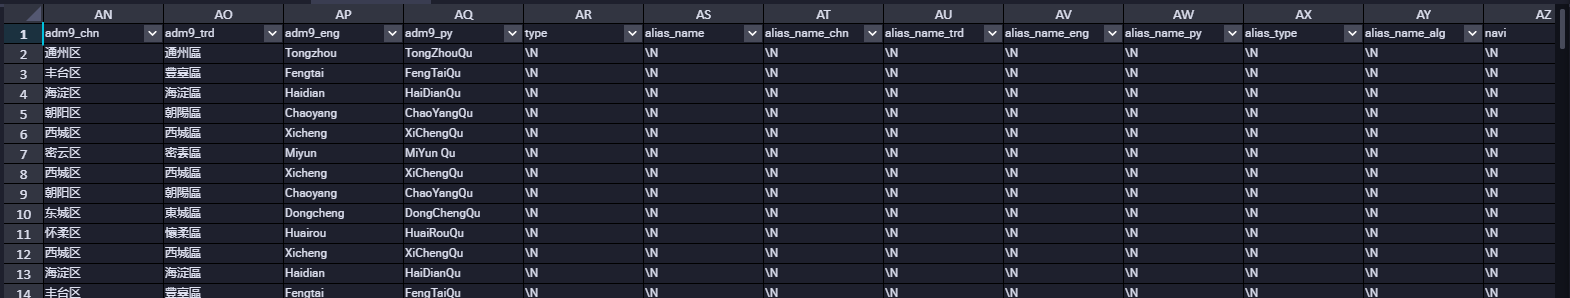 AN AO AP AQ AR AS AT AU AV AW AX AY AZ
1 adm9_chn adm9_trd adm9_eng adm9_py type alias_name alias_name_chn alias_name_trd alias_name_eng alias_name_py alias_type alias_name_alg navi
2 通州区 通州區 Tongzhou TongZhouQu \N \N \N \N \N \N \N \N \N
3 丰台区 豐臺區 Fengtai FengTaiQu \N \N \N \N \N \N \N \N \N
4 海淀区 海淀區 Haidian HaiDianQu \N \N \N \N \N \N \N \N \N
5 朝阳区 朝陽區 Chaoyang ChaoYangQu \N \N \N \N \N \N \N \N \N
6 西城区 西城區 Xicheng XiChengQu \N \N \N \N \N \N \N \N \N
7 密云区 密雲區 Miyun MiYun Qu \N \N \N \N \N \N \N \N \N
8 西城区 西城區 Xicheng XiChengQu \N \N \N \N \N \N \N \N \N
9 朝阳区 朝陽區 Chaoyang ChaoYangQu \N \N \N \N \N \N \N \N \N
10 东城区 東城區 Dongcheng DongChengQu \N \N \N \N \N \N \N \N \N
11 怀柔区 懷柔區 Huairou HuaiRouQu \N \N \N \N \N \N \N \N \N
12 西城区 西城區 Xicheng XiChengQu \N \N \N \N \N \N \N \N \N
13 海淀区 海淀區 Haidian HaiDianQu \N \N \N \N \N \N \N \N \N
14 丰台区 豐臺區 Fengtai FengTaiQu \N \N \N \N \N \N \N \N \N